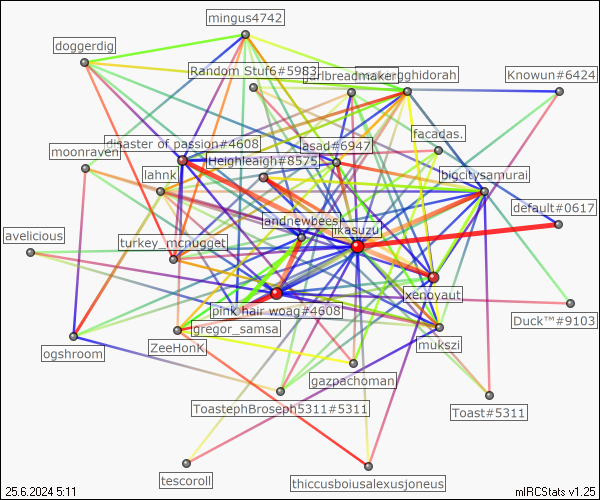 mingus4742
doggerdig
Random Stuf6#5983
jarlbreadmaker
gghidorah
Knowun#6424
facadas.
disaster of passion#4608
asad#6947
moonraven
Heighleaigh#8575
lahnk
bigcitysamurai
default#0617
andnewbees
irkasuzu
avelicious
turkey_mcnugget
xenoyaut
pink hair woag#4608
Duck™#9103
gregor_samsa
mukszi
ogshroom
ZeeHonK
gazpachoman
ToastephBroseph5311#5311
Toast#5311
tescoroll
thiccusboiusalexusjoneus
25.6.2024 5:11
mIRCStats v1.25